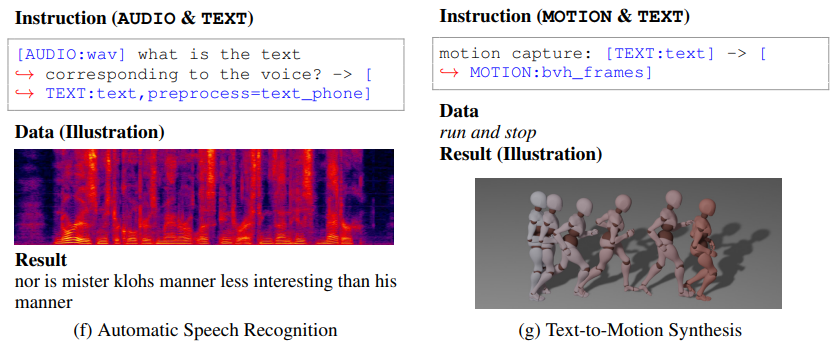 Instruction (AUDIO & TEXT)
[AUDIO:wav] what is the text
↪ corresponding to the voice? -> [
↪ TEXT:text,preprocess=text_phone]
Data (Illustration)
Result
nor is mister klohs manner less interesting than his
manner
(f) Automatic Speech Recognition
Instruction (MOTION & TEXT)
motion capture: [TEXT:text] -> [
↪ MOTION:bvh_frames]
Data
run and stop
Result (Illustration)
(g) Text-to-Motion Synthesis